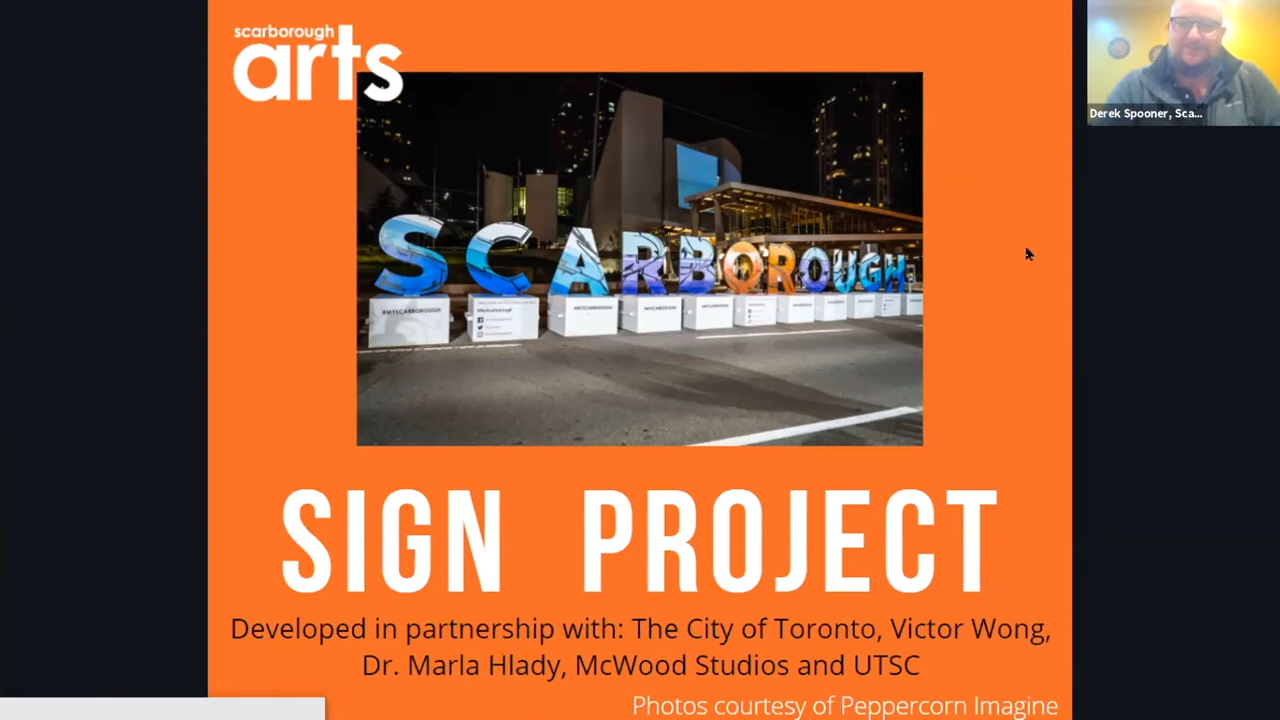 scarborough
arts
SCARBOROUGH
#MYSCARBOROUGH
#MyScarborough
SIGN PROJECT
Developed in partnership with: The City of Toronto, Victor Wong,
Dr. Marla Hlady, McWood Studios and UTSC
Photos courtesy of Peppercorn Imagine
Derek Spooner, Sca...